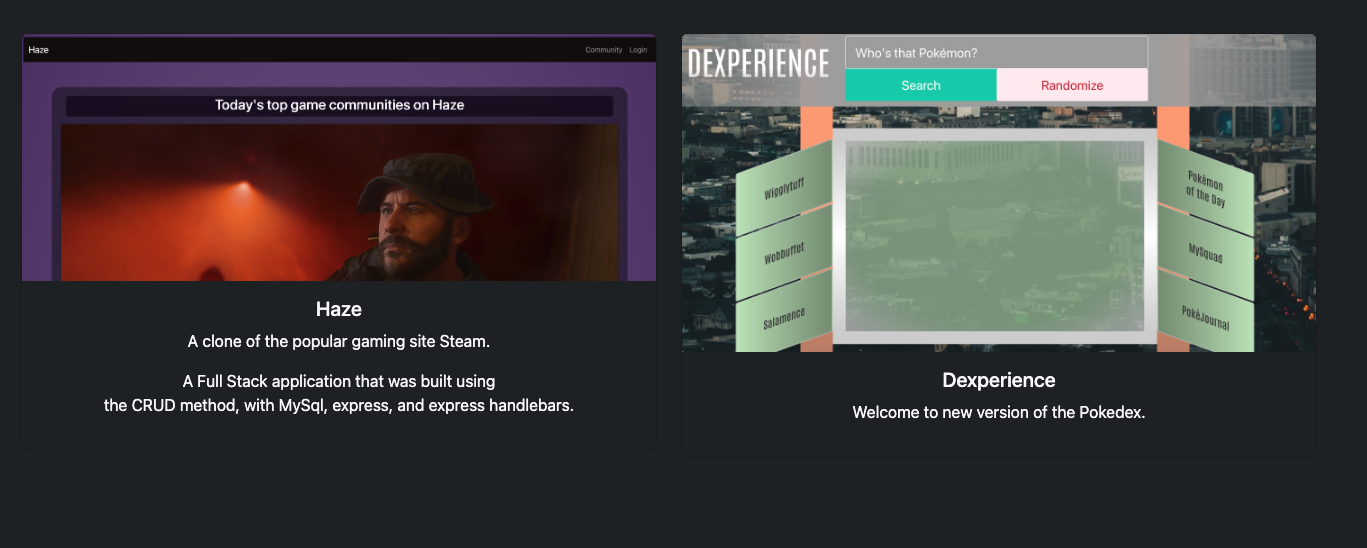 Haze
Community Login
Today's top game communities on Haze
Haze
A clone of the popular gaming site Steam.
A Full Stack application that was built using
the CRUD method, with MySql, express, and express handlebars.
DEXPERIENCE
Who's that Pokémon?
Search Randomize
Wigglytuff
Wobbuffet
Salamence
Pokémon
of the Day
MySquad
PokéJournal
Dexperience
Welcome to new version of the Pokedex.